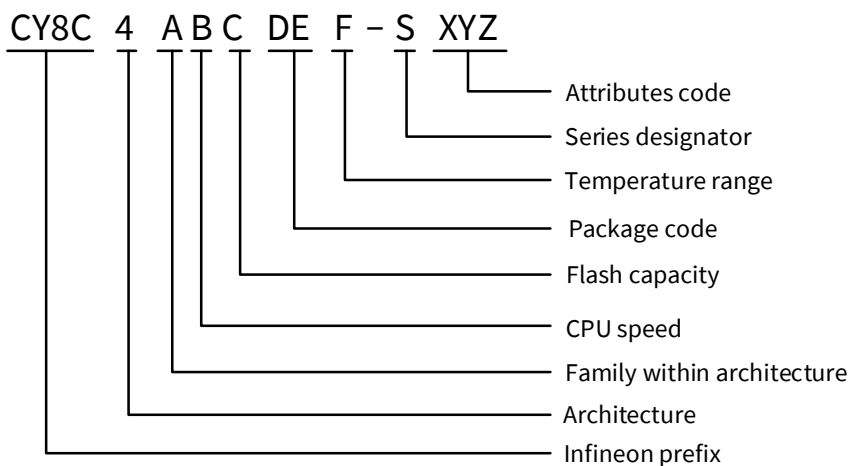 CY8C 4 A B C DE F – S XYZ
Attributes code
Series designator
Temperature range
Package code
Flash capacity
CPU speed
Family within architecture
Architecture
Infineon prefix